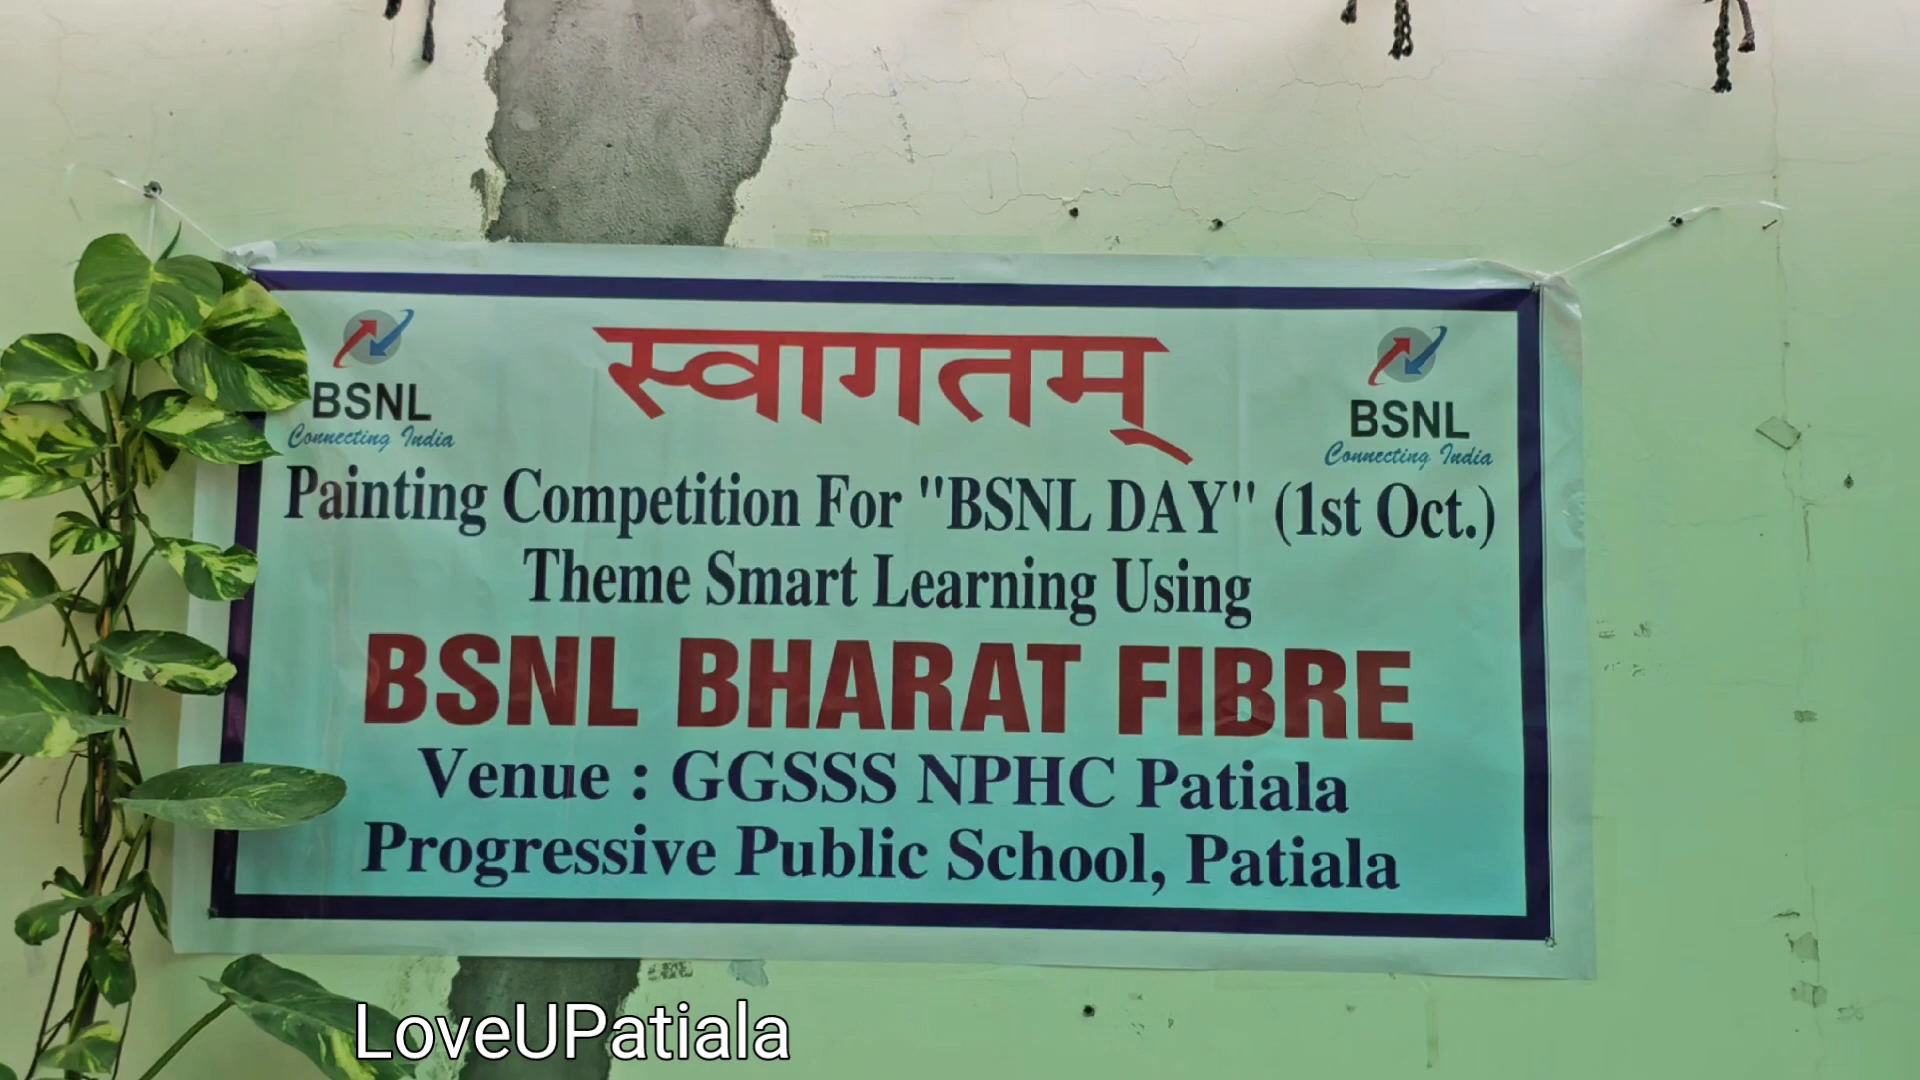 स्वागतम्
BSNL
Connecting India
BSNL
Connecting India
Painting Competition For "BSNL DAY" (1st Oct.)
Theme Smart Learning Using
BSNL BHARAT FIBRE
Venue : GGSSS NPHC Patiala
Progressive Public School, Patiala
LoveUPatiala